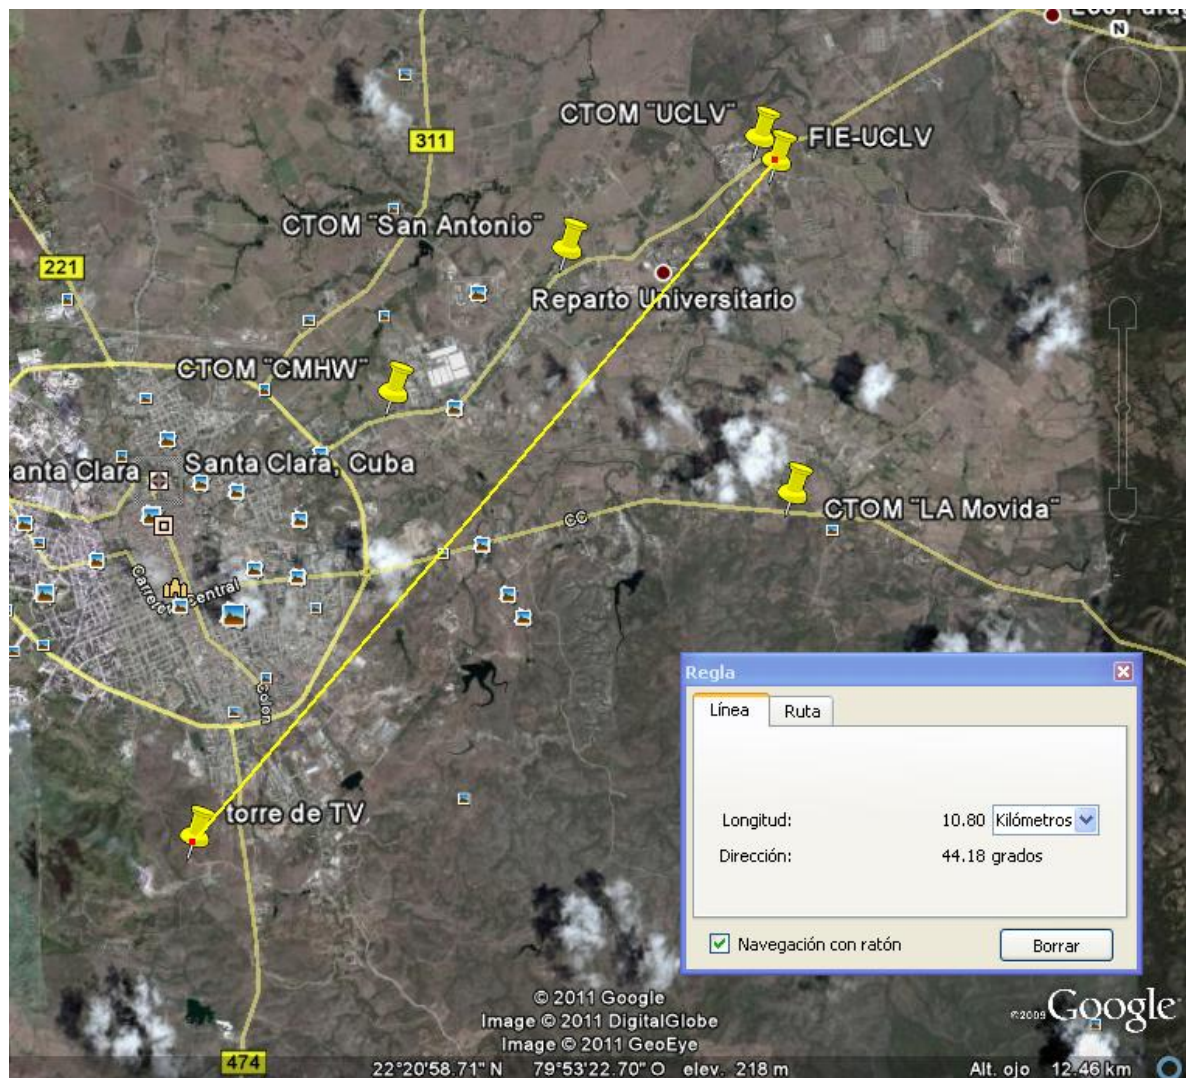 N
CTOM "UCLV"
FIE-UCLV
311
CTOM "San Antonio"
221
Reparto Universitario
CTOM "CMHW"
anta Clara
Santa Clara, Cuba
CTOM "LA Movida"
CC
Central
Colón
torre de TV
Regla
Línea
Ruta
Longitud:
10.80 Kilómetros
Dirección:
44.18 grados
Navegación con ratón
Borrar
© 2011 Google
Image © 2011 DigitalGlobe
Image © 2011 GeoEye
©2009 Google
474
22°20'58.71" N 79°53'22.70" O elev. 218 m Alt. ojo 12.46 km